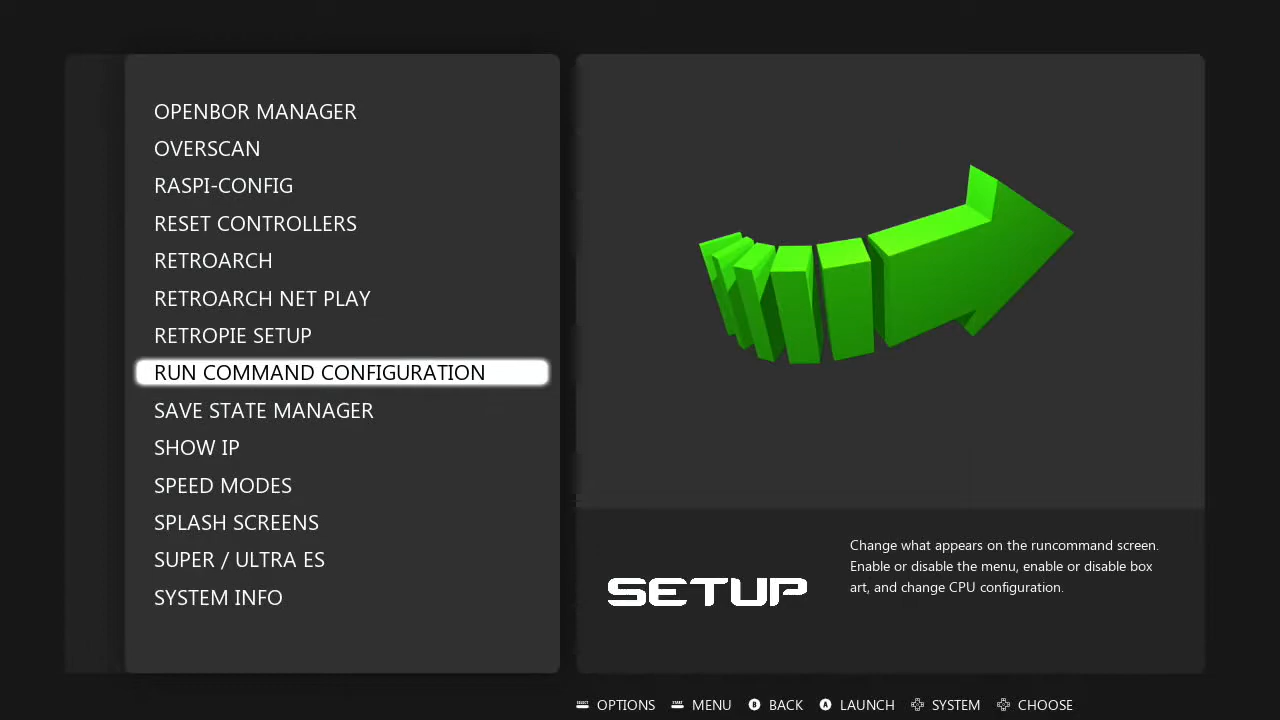 OPENBOR MANAGER
OVERSCAN
RASPI-CONFIG
RESET CONTROLLERS
RETROARCH
RETROARCH NET PLAY
RETROPIE SETUP
RUN COMMAND CONFIGURATION
SAVE STATE MANAGER
SHOW IP
SPEED MODES
SPLASH SCREENS
SUPER / ULTRA ES
SYSTEM INFO
SETUP
Change what appears on the runcommand screen.
Enable or disable the menu, enable or disable box
art, and change CPU configuration.
SELECT OPTIONS START MENU B BACK A LAUNCH SYSTEM CHOOSE